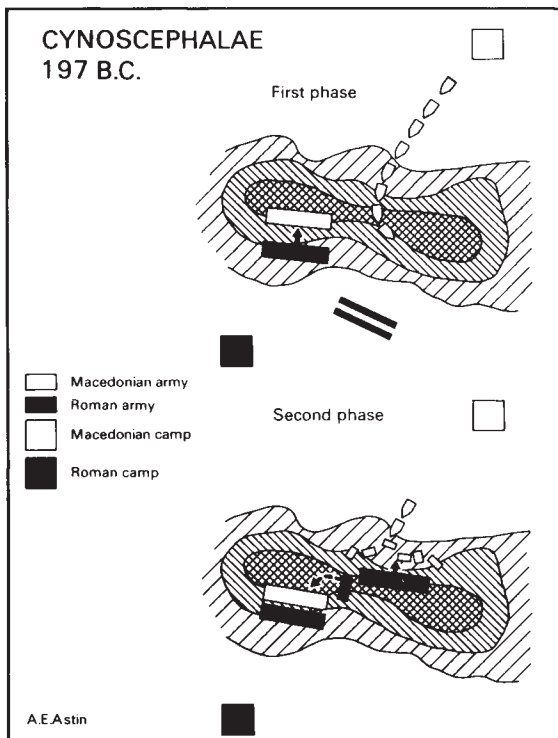 CYNOSCEPHALAE
197 B.C.
First phase
Macedonian army
Roman army
Macedonian camp
Roman camp
Second phase
A.E.Astin